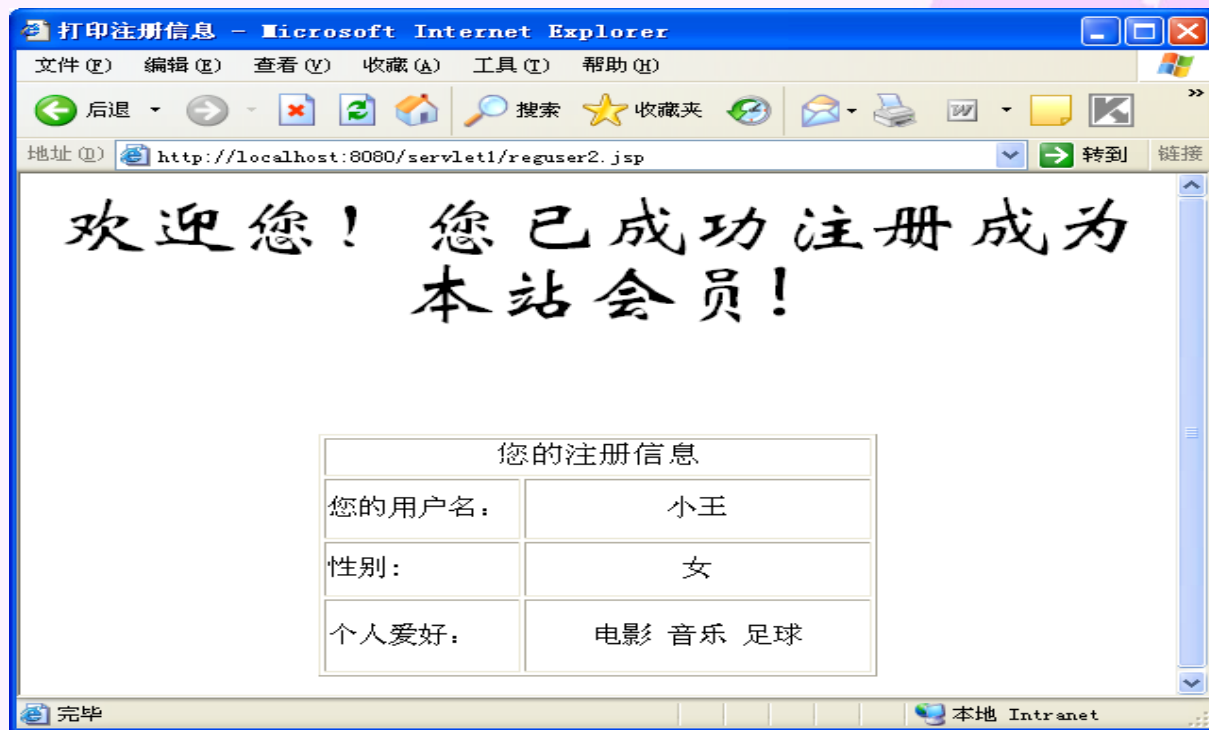 打印注册信息 - Microsoft Internet Explorer
文件(F) 编辑(E) 查看(V) 收藏(A) 工具(T) 帮助(H)
后退 搜索 收藏夹 W K »
地址(D) http://localhost:8080/servlet1/reguser2.jsp 转到 链接
欢迎您！您已成功注册成为
本站会员！
您的注册信息
您的用户名： 小王
性别： 女
个人爱好： 电影 音乐 足球
完毕 本地 Intranet